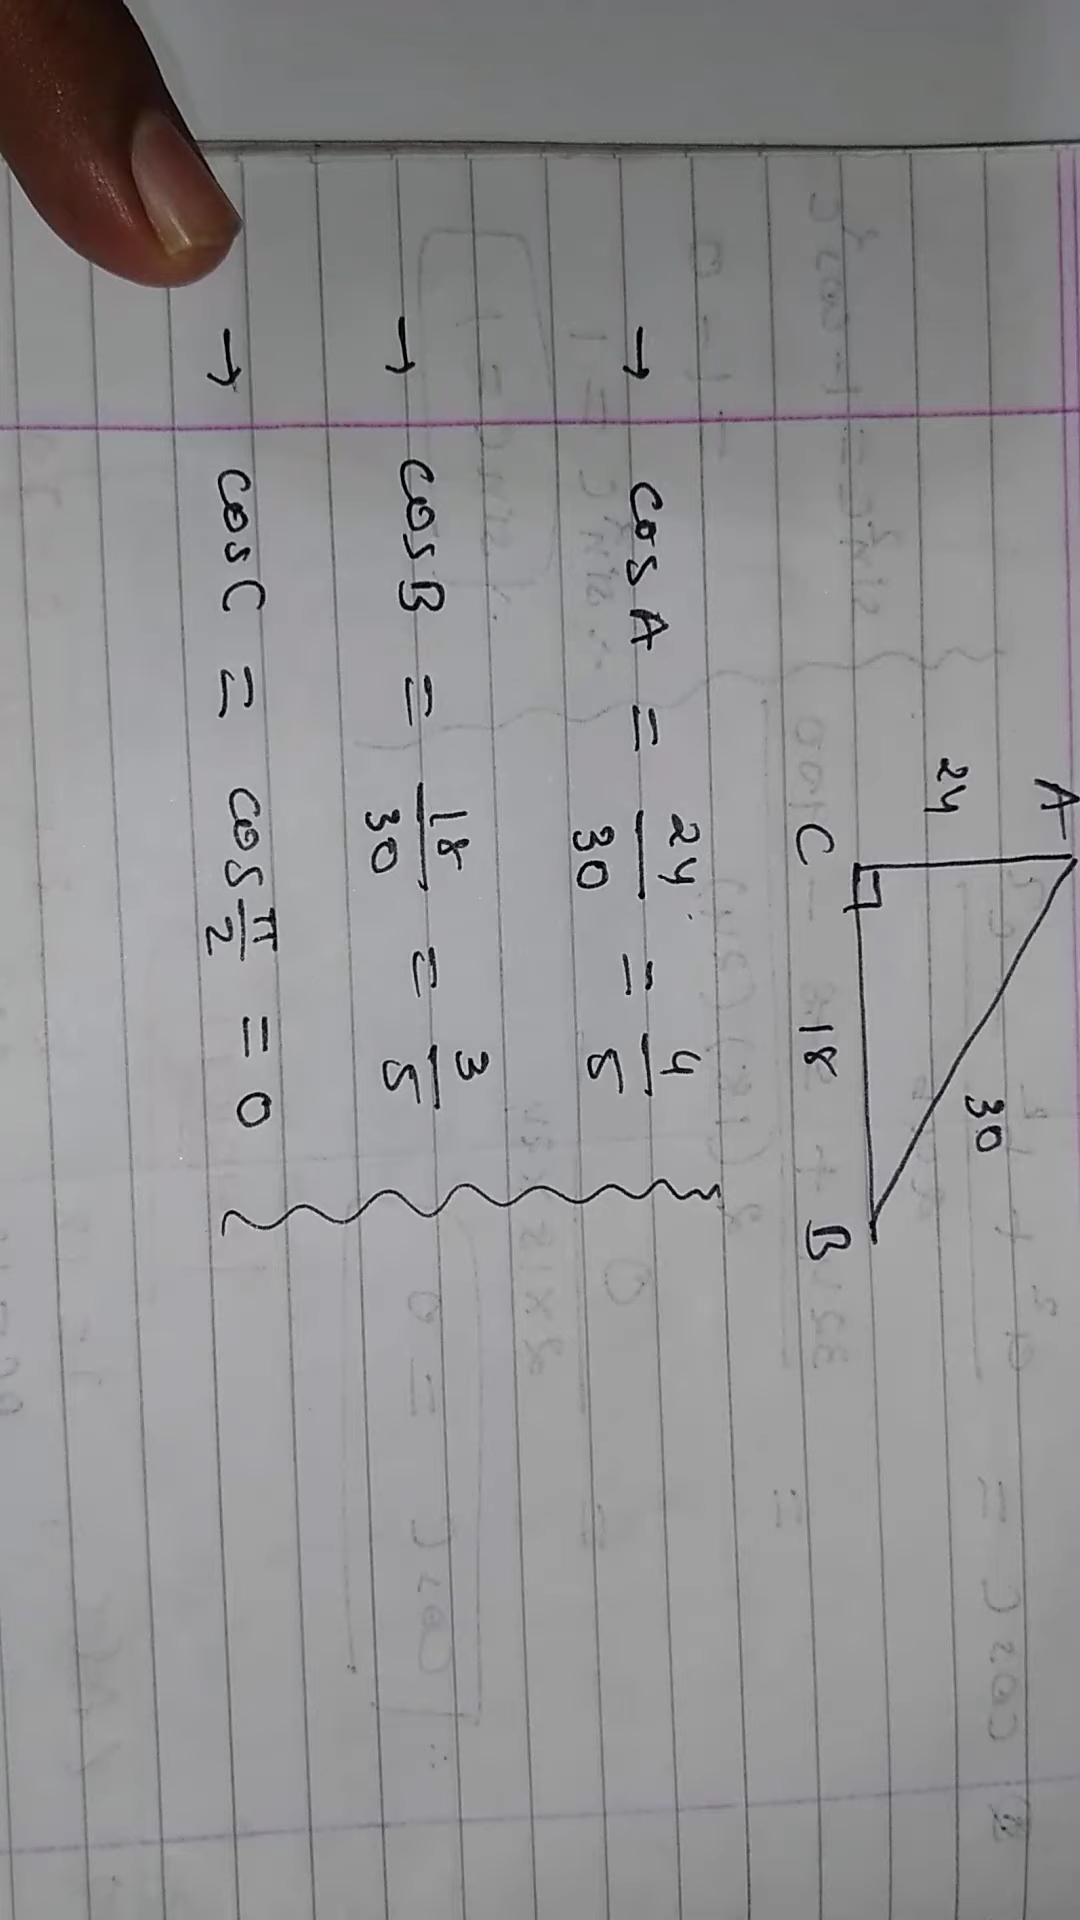 A
24
30
C
18
B
→ cos A = 24/30 = 4/5
→ cos B = 18/30 = 3/5
→ cos C = cos π/2 = 0